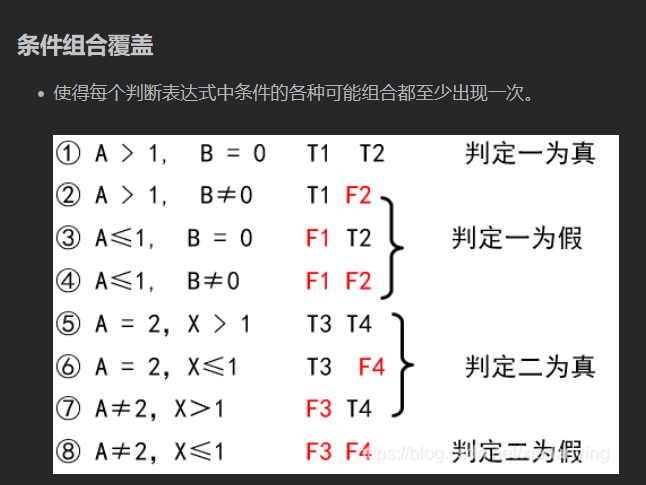 条件组合覆盖
使得每个判断表达式中条件的各种可能组合都至少出现一次。
① A > 1, B = 0 T1 T2 判定一为真
② A > 1, B≠0 T1 F2
③ A≤1, B = 0 F1 T2 判定一为假
④ A≤1, B≠0 F1 F2
⑤ A = 2, X > 1 T3 T4
⑥ A = 2, X≤1 T3 F4 判定二为真
⑦ A≠2, X>1 F3 T4
⑧ A≠2, X≤1 F3 F4 判定二为假